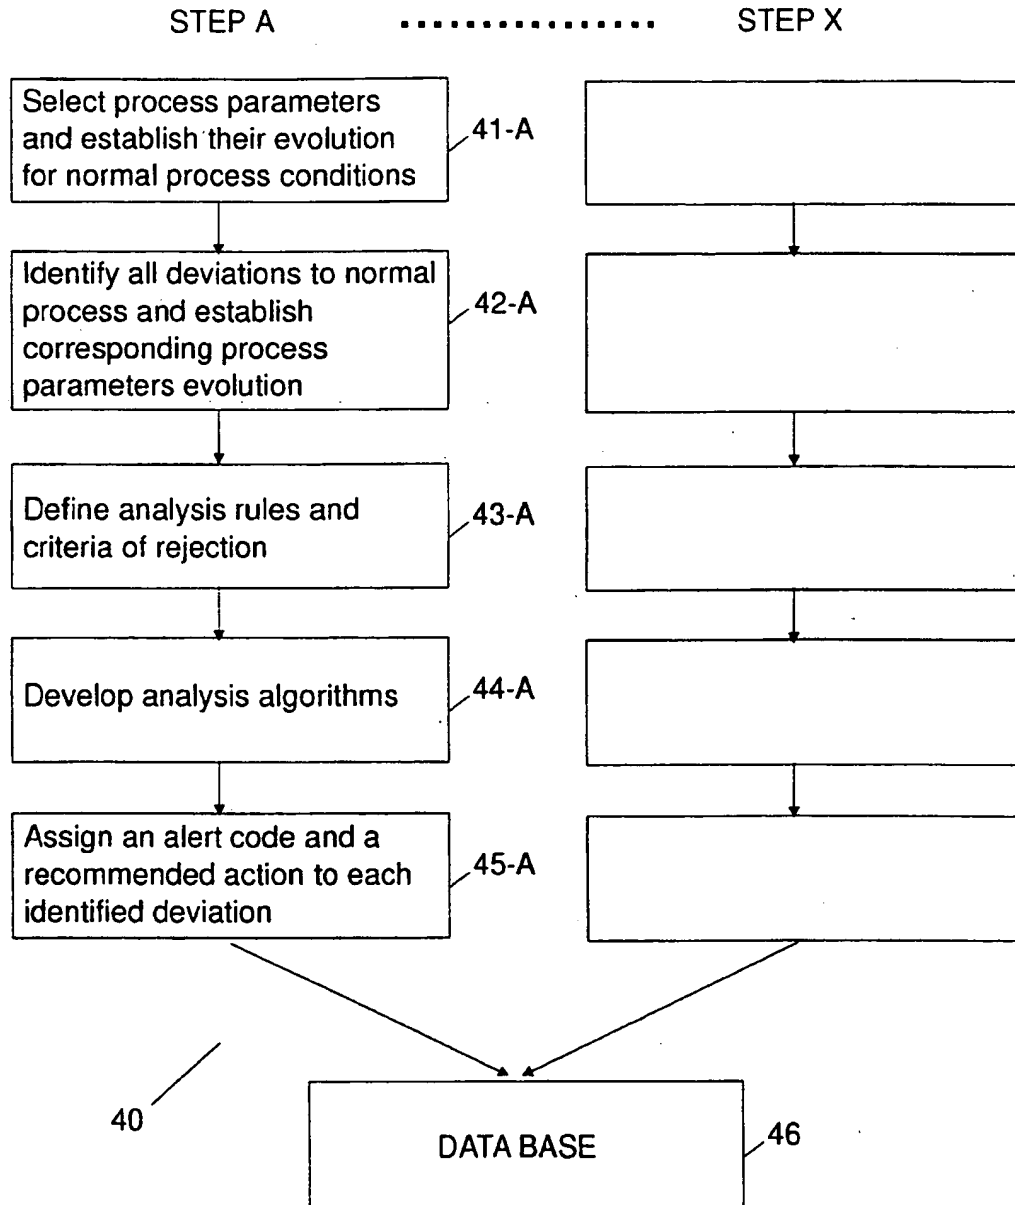 STEP A ............... STEP X
Select process parameters
and establish their evolution
for normal process conditions
41-A
Identify all deviations to normal
process and establish
corresponding process
parameters evolution
42-A
Define analysis rules and
criteria of rejection
43-A
Develop analysis algorithms
44-A
Assign an alert code and a
recommended action to each
identified deviation
45-A
40
DATA BASE
46